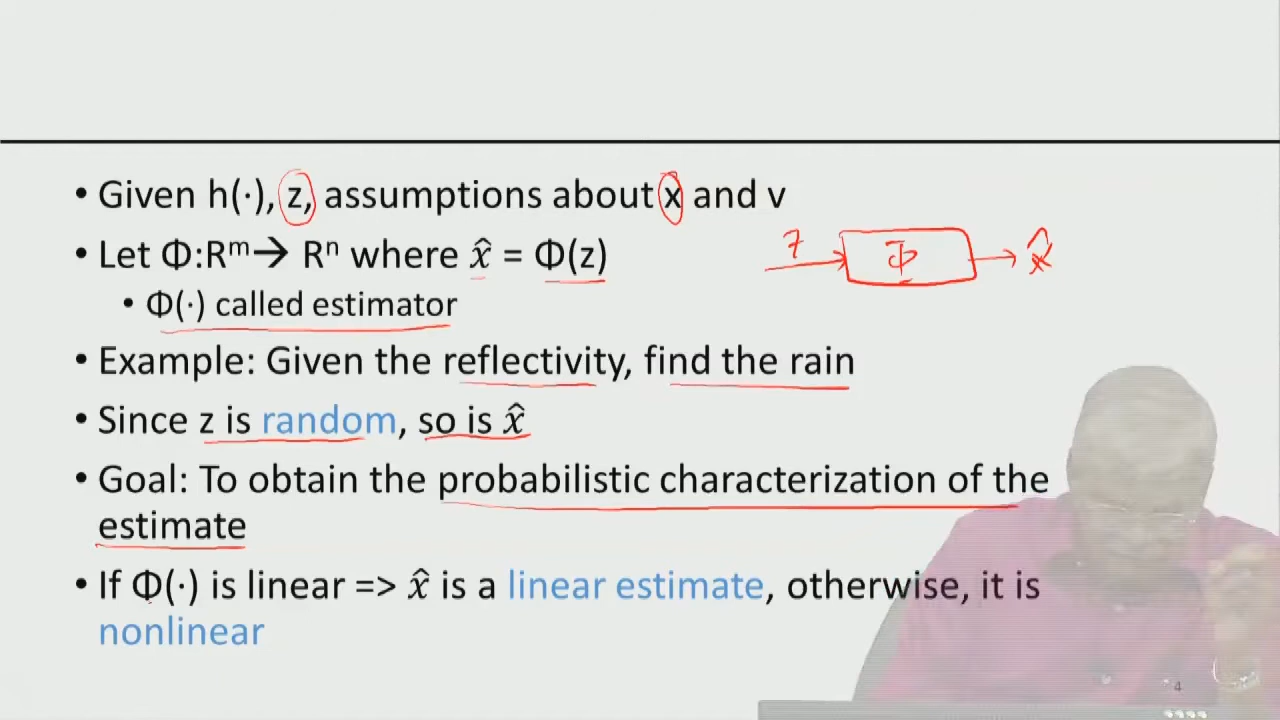 • Given h(·), z, assumptions about x and v
• Let Φ:Rᵐ→ Rⁿ where x̂ = Φ(z)
z Φ x̂
• Φ(·) called estimator
• Example: Given the reflectivity, find the rain
• Since z is random, so is x̂
• Goal: To obtain the probabilistic characterization of the
estimate
• If Φ(·) is linear => x̂ is a linear estimate, otherwise, it is
nonlinear
4